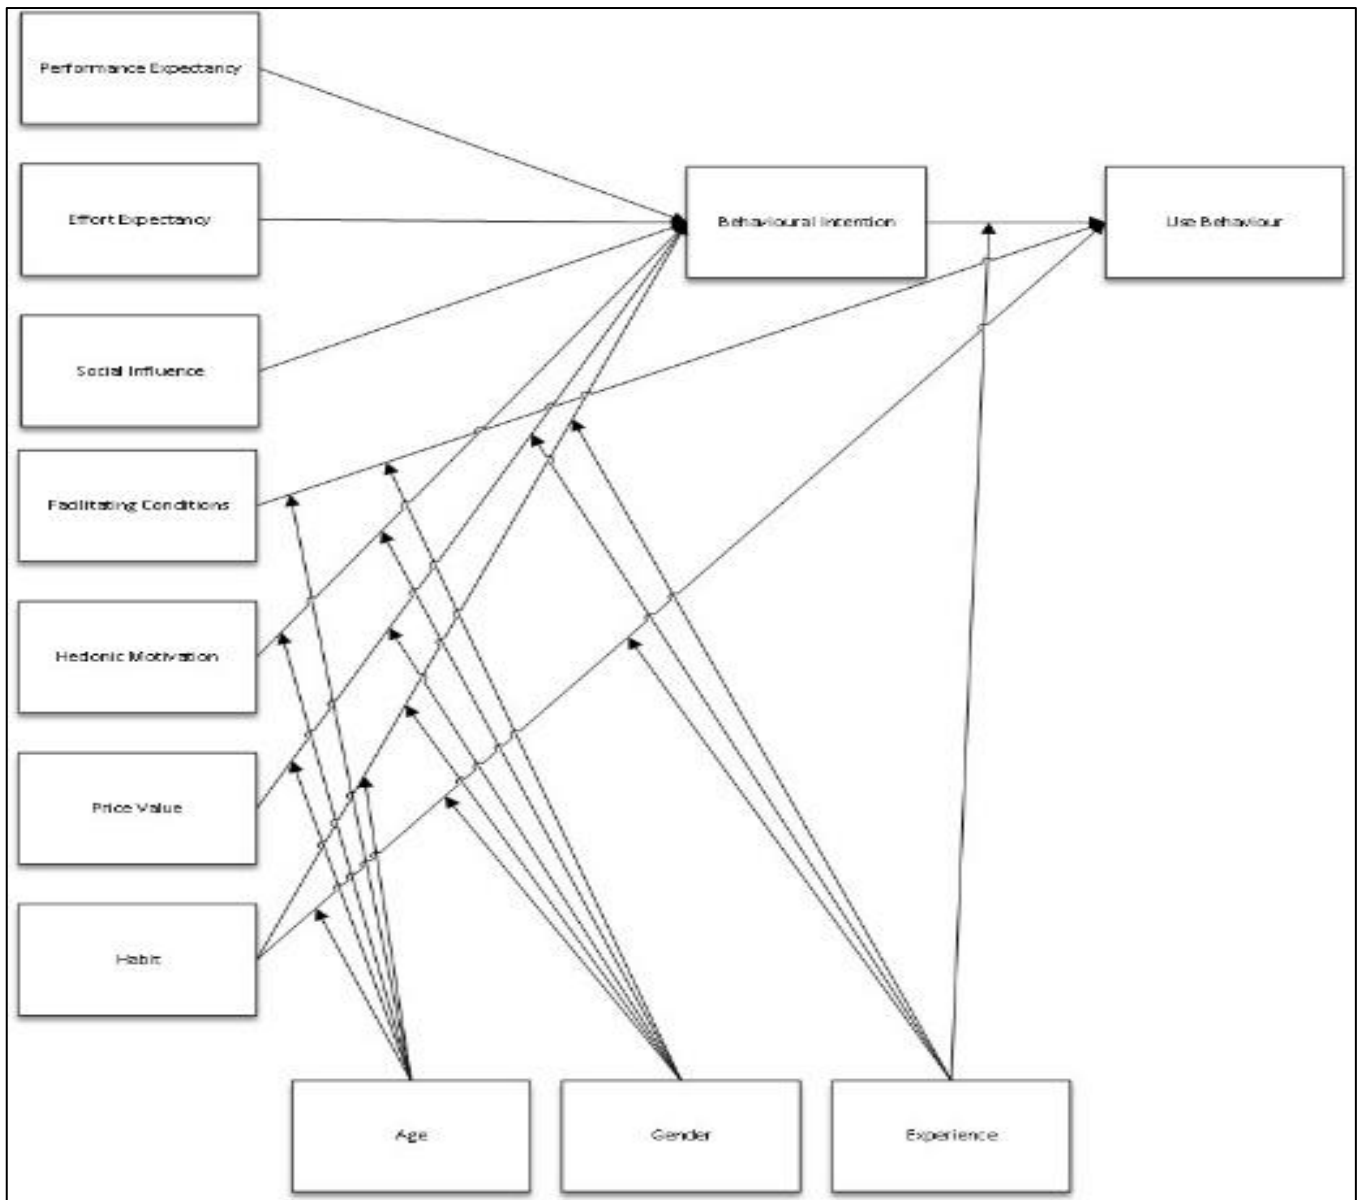 Performance Expectancy
Effort Expectancy
Behavioural Intention
Use Behaviour
Social Influence
Facilitating Conditions
Hedonic Motivation
Price Value
Habit
Age
Gender
Experience